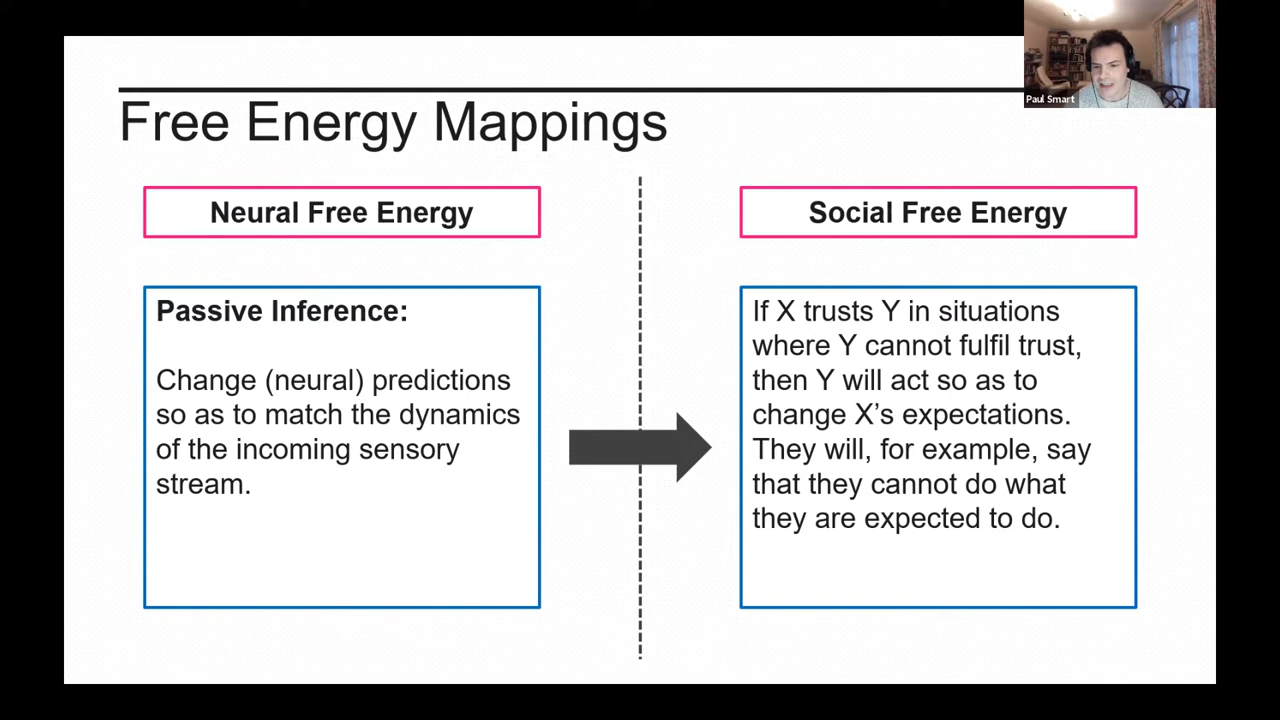 Paul Smart
Free Energy Mappings
Neural Free Energy
Social Free Energy
Passive Inference:
Change (neural) predictions
so as to match the dynamics
of the incoming sensory
stream.
If X trusts Y in situations
where Y cannot fulfil trust,
then Y will act so as to
change X’s expectations.
They will, for example, say
that they cannot do what
they are expected to do.